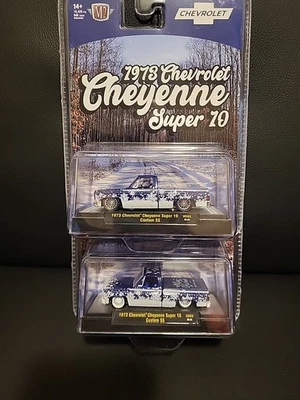 14+
CHEVROLET
1973 Chevrolet
Cheyenne
Super 10
1973 Chevrolet Cheyenne Super 10
Custom SS
1973 Chevrolet Cheyenne Super 10
Custom SS